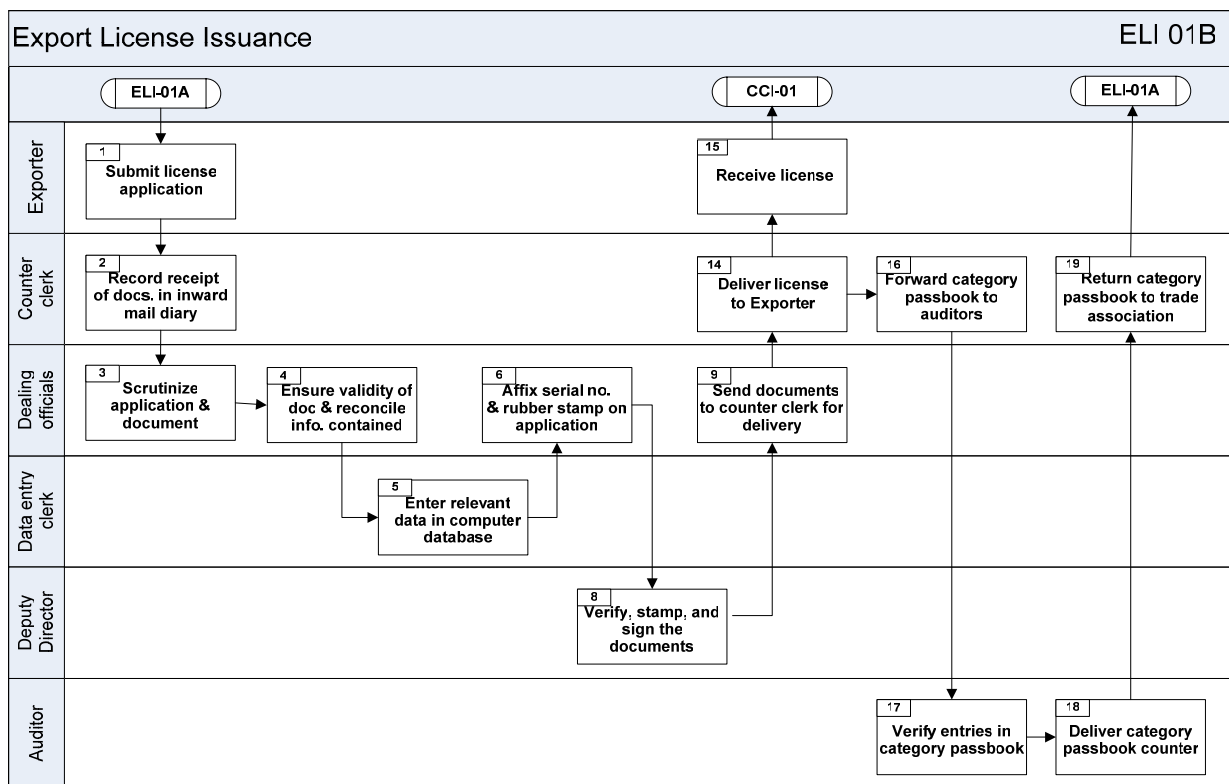 Export License Issuance
ELI 01B
ELI-01A
CCI-01
ELI-01A
Exporter
1
Submit license
application
15
Receive license
Counter
clerk
2
Record receipt
of docs. in inward
mail diary
14
Deliver license
to Exporter
16
Forward category
passbook to
auditors
19
Return category
passbook to trade
association
Dealing
officials
3
Scrutinize
application &
document
4
Ensure validity of
doc & reconcile
info. contained
6
Affix serial no.
& rubber stamp on
application
9
Send documents
to counter clerk for
delivery
Data entry
clerk
5
Enter relevant
data in computer
database
Deputy
Director
8
Verify, stamp, and
sign the
documents
Auditor
17
Verify entries in
category passbook
18
Deliver category
passbook counter